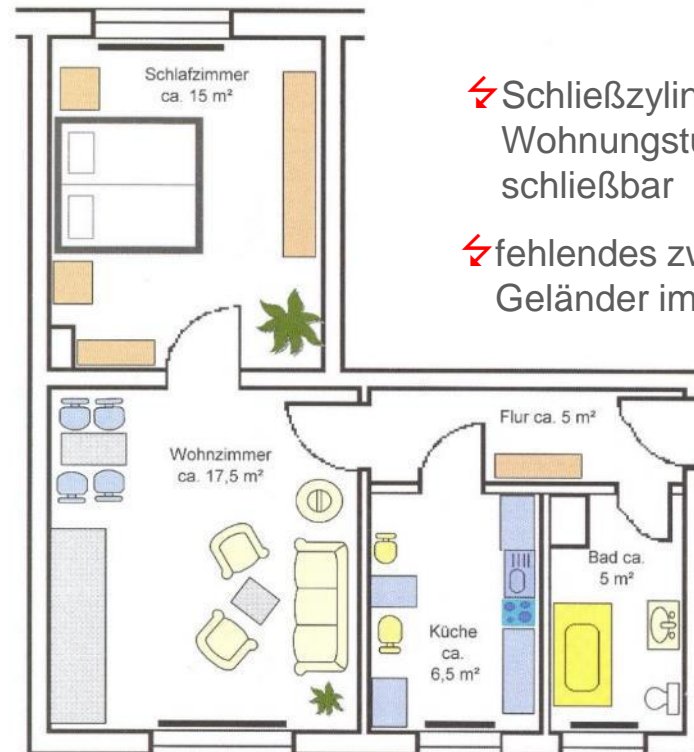 Schlafzimmer
ca. 15 m²
Schließzylin
Wohnungstü
schließbar
fehlendes zw
Geländer im
Flur ca. 5 m²
Wohnzimmer
ca. 17,5 m²
Bad ca.
5 m²
Küche
ca.
6,5 m²